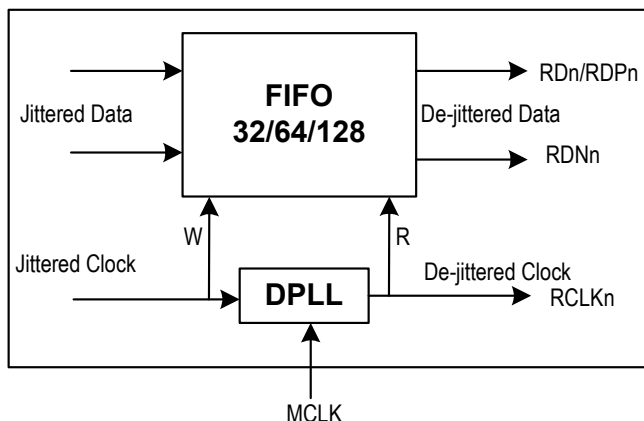 RDn/RDPn
FIFO
32/64/128
Jittered Data
De-jittered Data
RDNn
W
R
Jittered Clock
De-jittered Clock
DPLL
RCLKn
MCLK